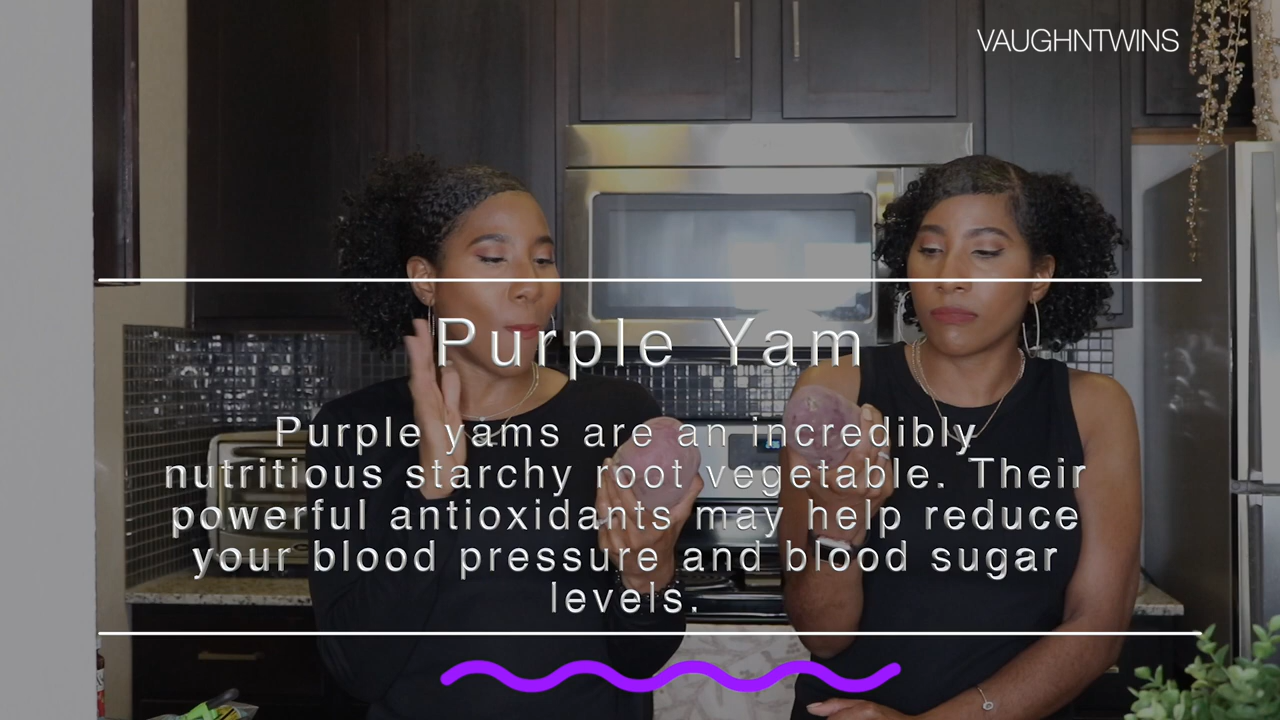 VAUGHNTWINS
Purple Yam
Purple yams are an incredibly
nutritious starchy root vegetable. Their
powerful antioxidants may help reduce
your blood pressure and blood sugar
levels.